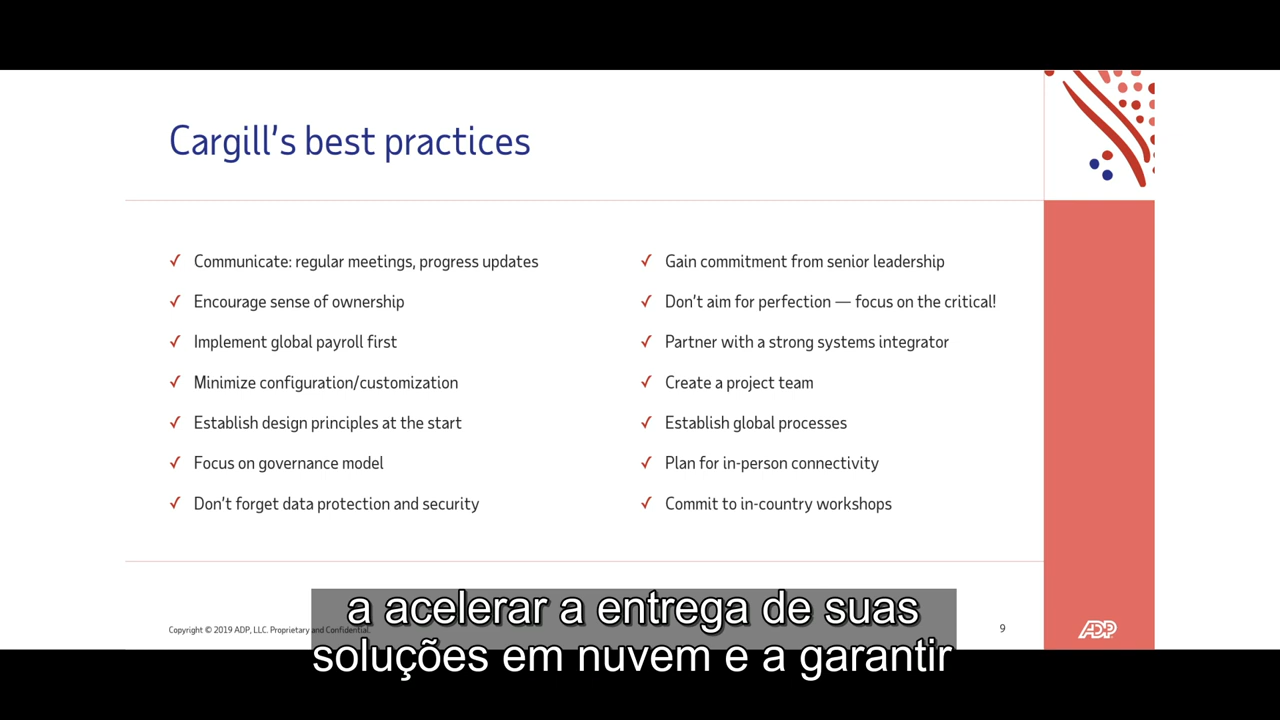 Cargill's best practices
✓ Communicate: regular meetings, progress updates
✓ Encourage sense of ownership
✓ Implement global payroll first
✓ Minimize configuration/customization
✓ Establish design principles at the start
✓ Focus on governance model
✓ Don't forget data protection and security
✓ Gain commitment from senior leadership
✓ Don't aim for perfection — focus on the critical!
✓ Partner with a strong systems integrator
✓ Create a project team
✓ Establish global processes
✓ Plan for in-person connectivity
✓ Commit to in-country workshops
Copyright © 2019 ADP, LLC. Proprietary and Confidential.
9
ADP
a acelerar a entrega de suas
soluções em nuvem e a garantir